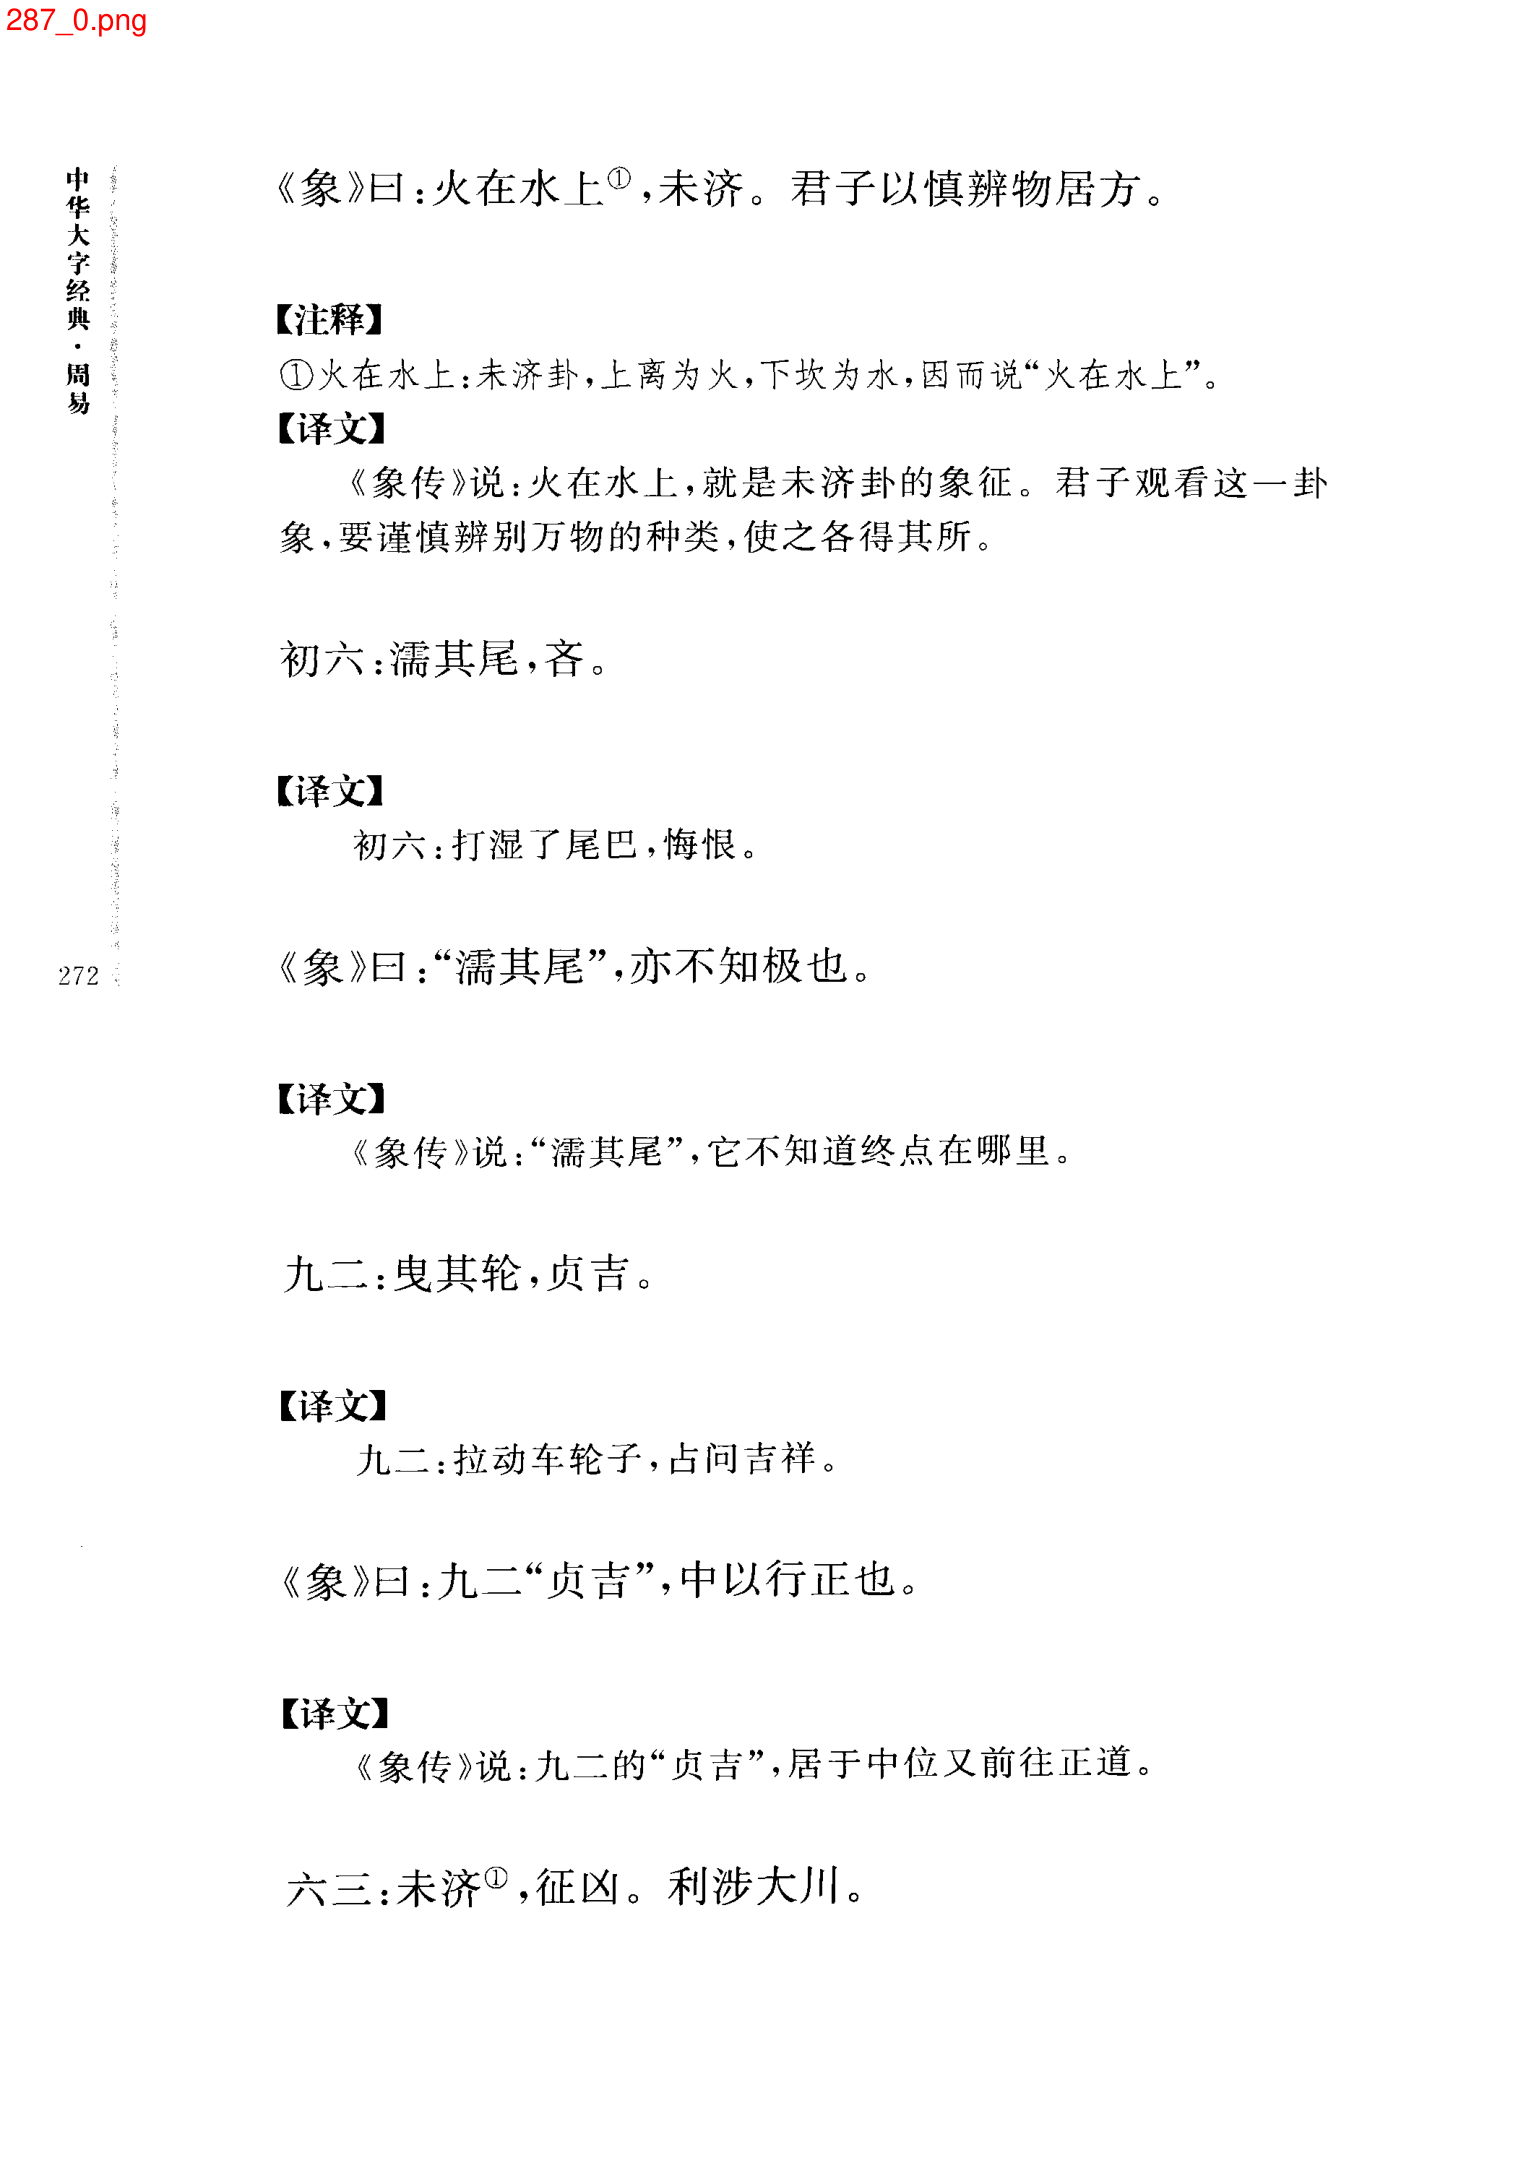 287_0.png
中华大字经典·周易
272
《象》曰:火在水上①,未济。君子以慎辨物居方。
【注释】
①火在水上:未济卦,上离为火,下坎为水,因而说“火在水上”。
【译文】
《象传》说:火在水上,就是未济卦的象征。君子观看这一卦
象,要谨慎辨别万物的种类,使之各得其所。
初六:濡其尾,吝。
【译文】
初六:打湿了尾巴,悔恨。
《象》曰:“濡其尾”,亦不知极也。
【译文】
《象传》说:“濡其尾”,它不知道终点在哪里。
九二:曳其轮,贞吉。
【译文】
九二:拉动车轮子,占问吉祥。
《象》曰:九二“贞吉”,中以行正也。
【译文】
《象传》说:九二的“贞吉”,居于中位又前往正道。
六三:未济①,征凶。利涉大川。